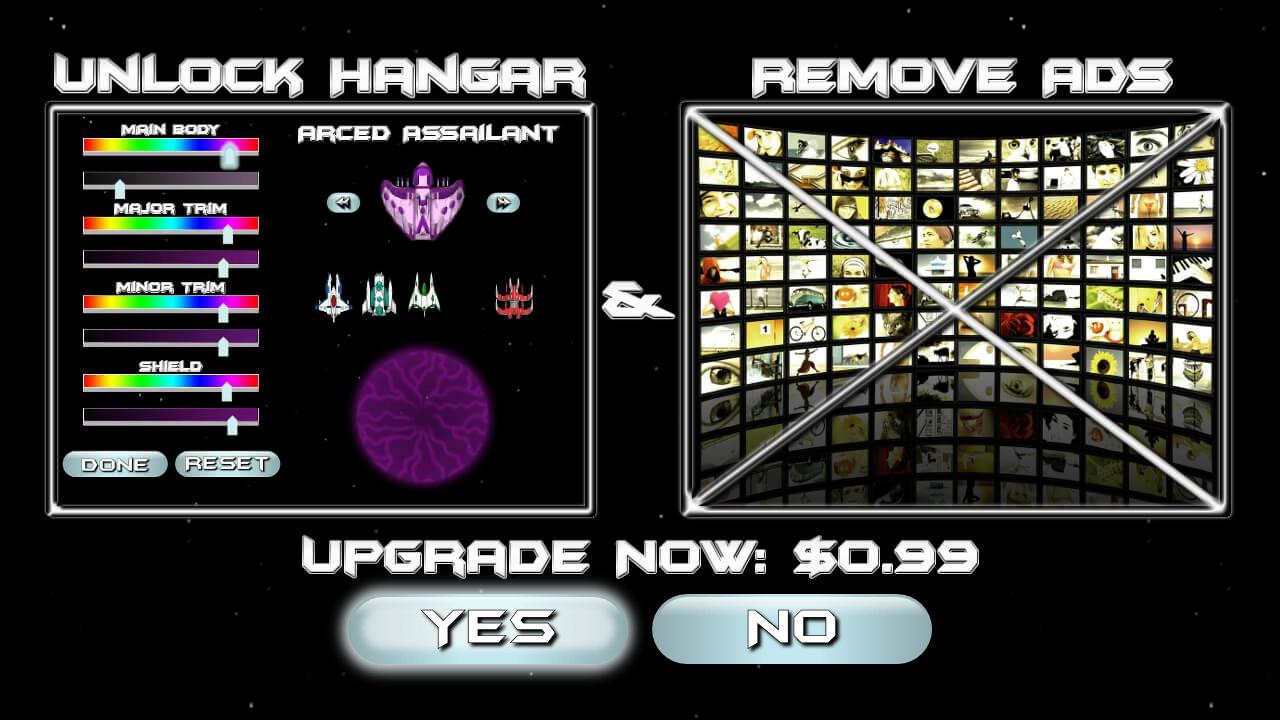 UNLOCK HANGAR
REMOVE ADS
MAIN BODY
ARCED ASSAILANT
MAJOR TRIM
MINOR TRIM
SHIELD
DONE
RESET
&
1
UPGRADE NOW: $0.99
YES
NO